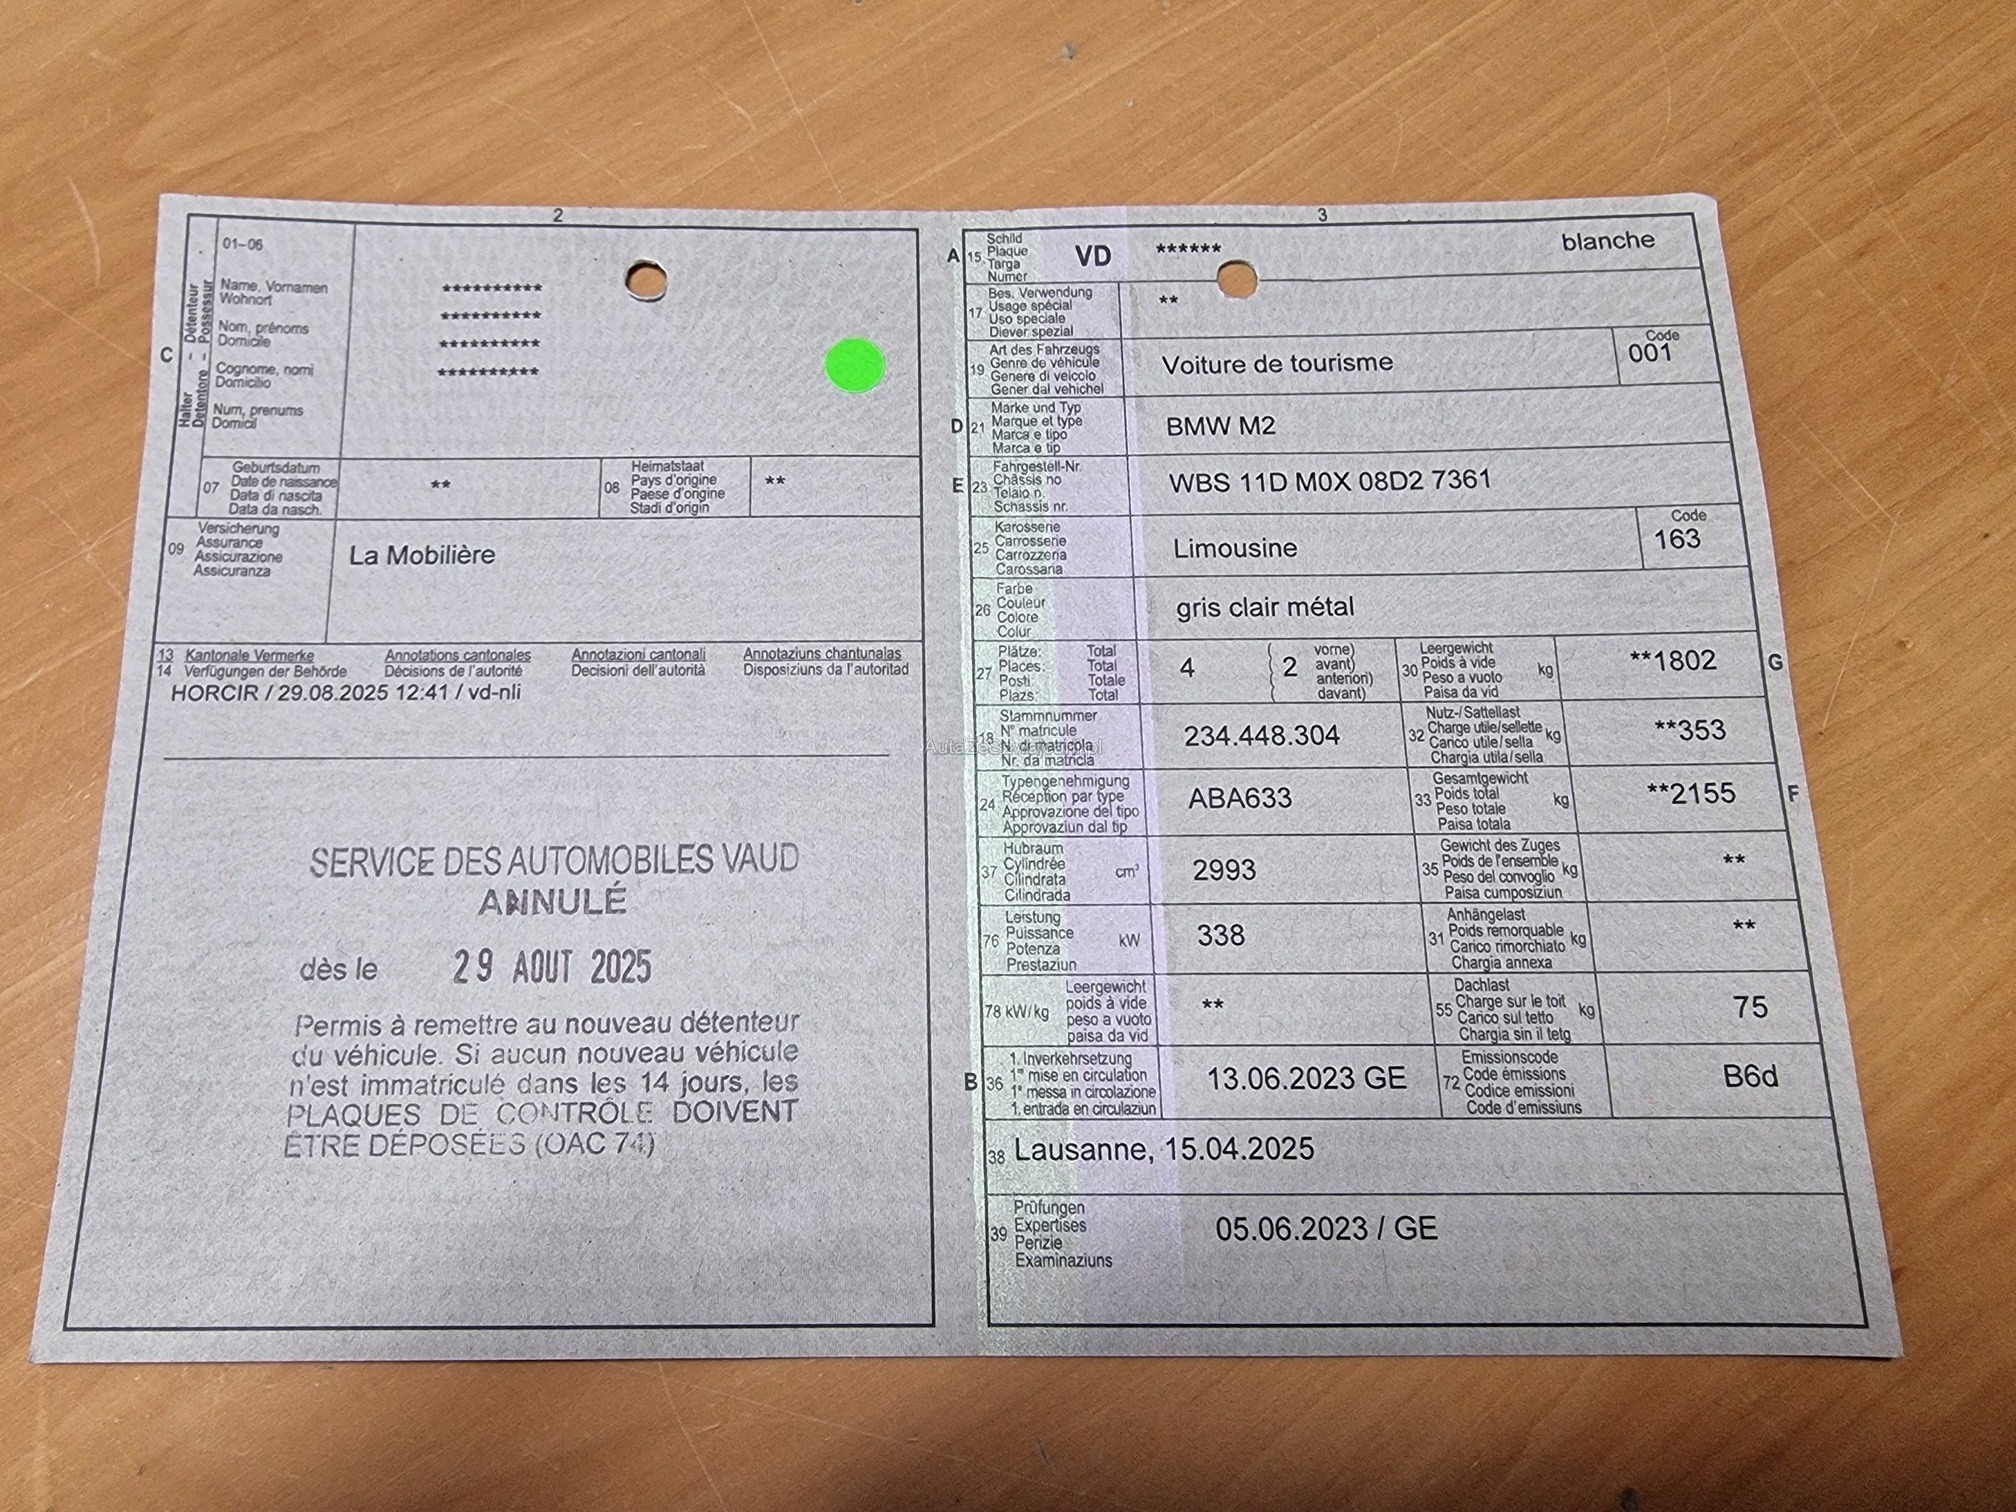 2
01–06
Name, Vornamen
Wohnort
Nom, prénoms
Domicile
Cognome, nomi
Domicilio
Num, prenums
Domicil
C
Halter – Détenteur
Detentore – Possessur
**********
**********
**********
**********
07
Geburtsdatum
Date de naissance
Data di nascita
Data da nasch.
**
08
Heimatstaat
Pays d'origine
Paese d'origine
Stadi d'origin
**
09
Versicherung
Assurance
Assicurazione
Assicuranza
La Mobilière
13 Kantonale Vermerke Annotations cantonales Annotazioni cantonali Annotaziuns chantunalas
14 Verfügungen der Behörde Décisions de l'autorité Decisioni dell'autorità Disposiziuns da l'autoritad
HORCIR / 29.08.2025 12:41 / vd-nli
SERVICE DES AUTOMOBILES VAUD
ANNULÉ
dès le 29 AOUT 2025
Permis à remettre au nouveau détenteur
du véhicule. Si aucun nouveau véhicule
n'est immatriculé dans les 14 jours, les
PLAQUES DE CONTRÔLE DOIVENT
ÊTRE DÉPOSÉES (OAC 74)
3
A 15
Schild
Plaque
Targa
Numer
VD ****** blanche
17
Bes. Verwendung
Usage spécial
Uso speciale
Diever spezial
**
19
Art des Fahrzeugs
Genre de véhicule
Genere di veicolo
Gener dal vehichel
Voiture de tourisme
Code
001
D 21
Marke und Typ
Marque et type
Marca e tipo
Marca e tip
BMW M2
E 23
Fahrgestell-Nr.
Châssis no
Telaio n.
Schassis nr.
WBS 11D M0X 08D2 7361
25
Karosserie
Carrosserie
Carrozzeria
Carossaria
Limousine
Code
163
26
Farbe
Couleur
Colore
Colur
gris clair métal
27
Plätze: Total
Places: Total
Posti: Totale
Plazs: Total
4
2
vorne)
avant)
anteriori)
davant)
30
Leergewicht
Poids à vide
Peso a vuoto
Paisa da vid
kg
**1802
G
18
Stammnummer
N° matricule
N. di matricola
Nr. da matricla
234.448.304
32
Nutz-/Sattellast
Charge utile/sellette
Carico utile/sella
Chargia utila/sella
kg
**353
24
Typengenehmigung
Réception par type
Approvazione del tipo
Approvaziun dal tip
ABA633
33
Gesamtgewicht
Poids total
Peso totale
Paisa totala
kg
**2155
F
37
Hubraum
Cylindrée
Cilindrata
Cilindrada
cm³
2993
35
Gewicht des Zuges
Poids de l'ensemble
Peso del convoglio
Paisa cumposiziun
kg
**
76
Leistung
Puissance
Potenza
Prestaziun
kW
338
31
Anhängelast
Poids remorquable
Carico rimorchiato
Chargia annexa
kg
**
78 kW/kg
Leergewicht
poids à vide
peso a vuoto
paisa da vid
**
55
Dachlast
Charge sur le toit
Carico sul tetto
Chargia sin il tetg
kg
75
B 36
1. Inverkehrsetzung
1re mise en circulation
1a messa in circolazione
1. entrada en circulaziun
13.06.2023 GE
72
Emissionscode
Code émissions
Codice emissioni
Code d'emissiuns
B6d
38 Lausanne, 15.04.2025
39
Prüfungen
Expertises
Perizie
Examinaziuns
05.06.2023 / GE